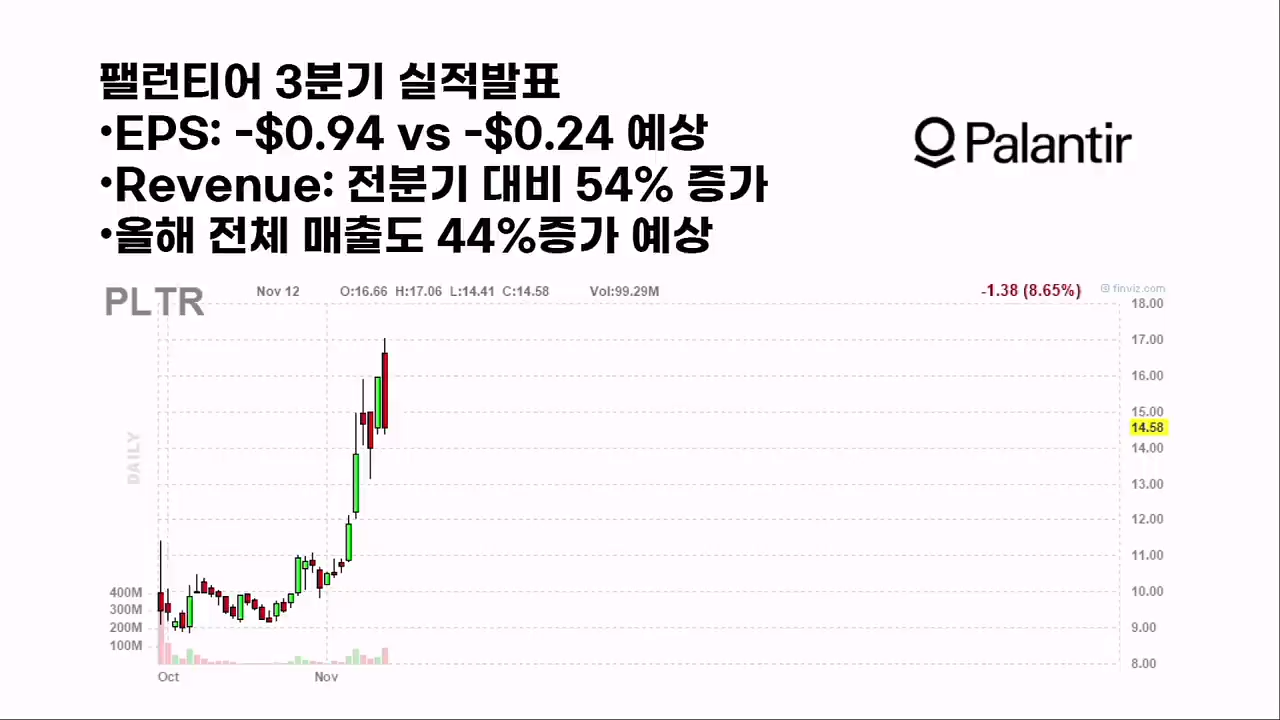 팰런티어 3분기 실적발표
•EPS: -$0.94 vs -$0.24 예상
•Revenue: 전분기 대비 54% 증가
•올해 전체 매출도 44%증가 예상
Palantir
PLTR
Nov 12 O:16.66 H:17.06 L:14.41 C:14.58 Vol:99.29M
-1.38 (8.65%)
© finviz.com
18.00
17.00
16.00
15.00
14.58
14.00
13.00
12.00
11.00
10.00
9.00
8.00
DAILY
400M
300M
200M
100M
Oct
Nov